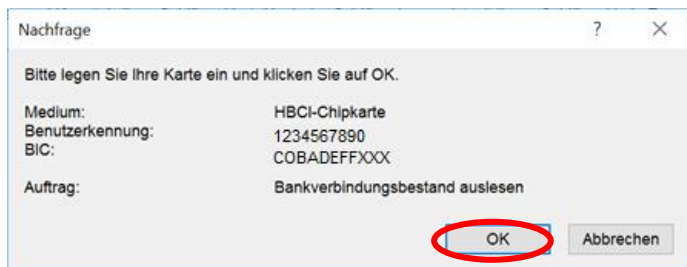 Nachfrage ? ×
Bitte legen Sie Ihre Karte ein und klicken Sie auf OK.
Medium: HBCI-Chipkarte
Benutzerkennung: 1234567890
BIC: COBADEFFXXX
Auftrag: Bankverbindungsbestand auslesen
OK Abbrechen